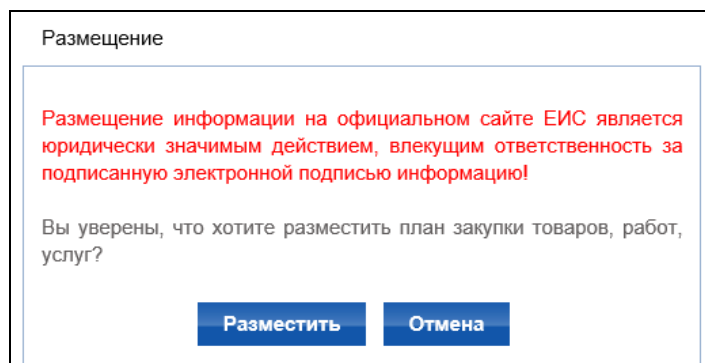 Размещение
Размещение информации на официальном сайте ЕИС является
юридически значимым действием, влекущим ответственность за
подписанную электронной подписью информацию!
Вы уверены, что хотите разместить план закупки товаров, работ,
услуг?
Разместить Отмена